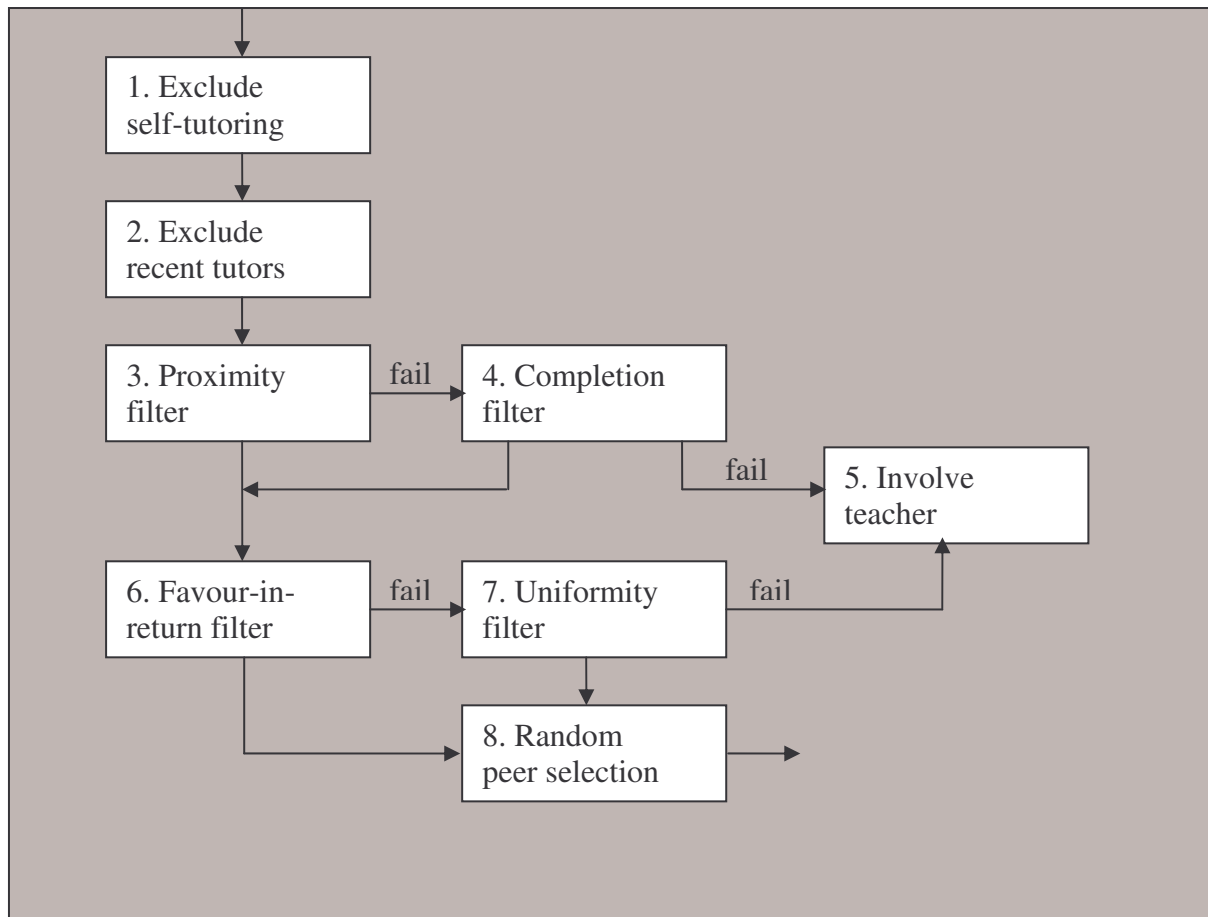 1. Exclude
self-tutoring
2. Exclude
recent tutors
3. Proximity
filter
fail
4. Completion
filter
fail
5. Involve
teacher
6. Favour-in-
return filter
fail
7. Uniformity
filter
fail
8. Random
peer selection